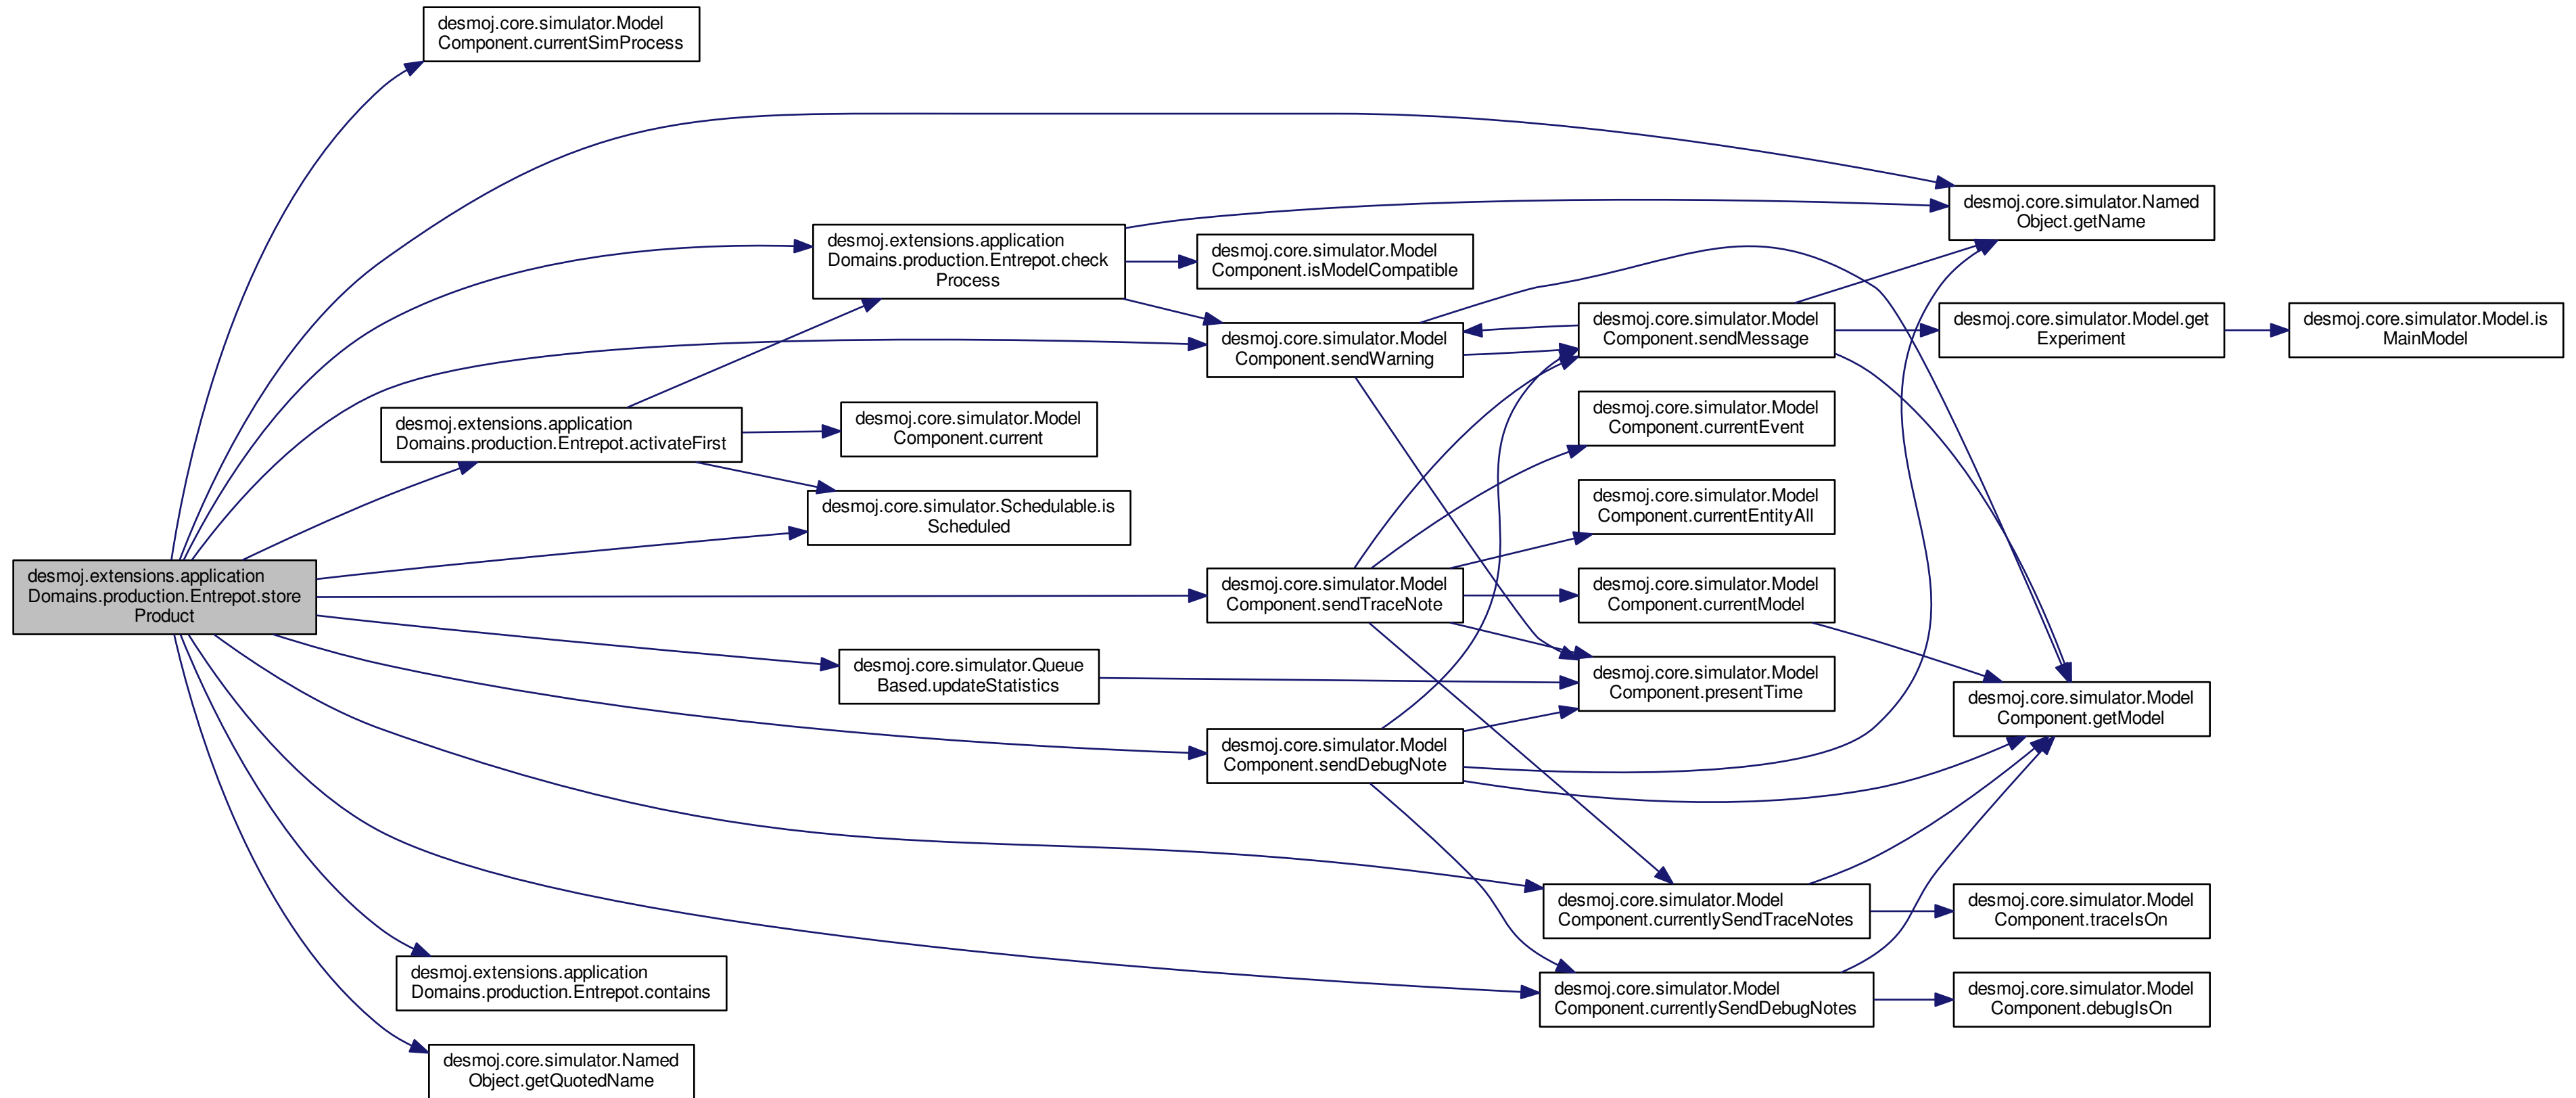 desmoj.core.simulator.Model
Component.currentSimProcess
desmoj.core.simulator.Named
Object.getName
desmoj.extensions.application
Domains.production.Entrepot.check
Process
desmoj.core.simulator.Model
Component.isModelCompatible
desmoj.core.simulator.Model
Component.sendWarning
desmoj.core.simulator.Model
Component.sendMessage
desmoj.core.simulator.Model.get
Experiment
desmoj.core.simulator.Model.is
MainModel
desmoj.extensions.application
Domains.production.Entrepot.activateFirst
desmoj.core.simulator.Model
Component.current
desmoj.core.simulator.Model
Component.currentEvent
desmoj.core.simulator.Schedulable.is
Scheduled
desmoj.core.simulator.Model
Component.currentEntityAll
desmoj.extensions.application
Domains.production.Entrepot.store
Product
desmoj.core.simulator.Model
Component.sendTraceNote
desmoj.core.simulator.Model
Component.currentModel
desmoj.core.simulator.Queue
Based.updateStatistics
desmoj.core.simulator.Model
Component.presentTime
desmoj.core.simulator.Model
Component.getModel
desmoj.core.simulator.Model
Component.sendDebugNote
desmoj.core.simulator.Model
Component.currentlySendTraceNotes
desmoj.core.simulator.Model
Component.traceIsOn
desmoj.extensions.application
Domains.production.Entrepot.contains
desmoj.core.simulator.Model
Component.currentlySendDebugNotes
desmoj.core.simulator.Model
Component.debugIsOn
desmoj.core.simulator.Named
Object.getQuotedName